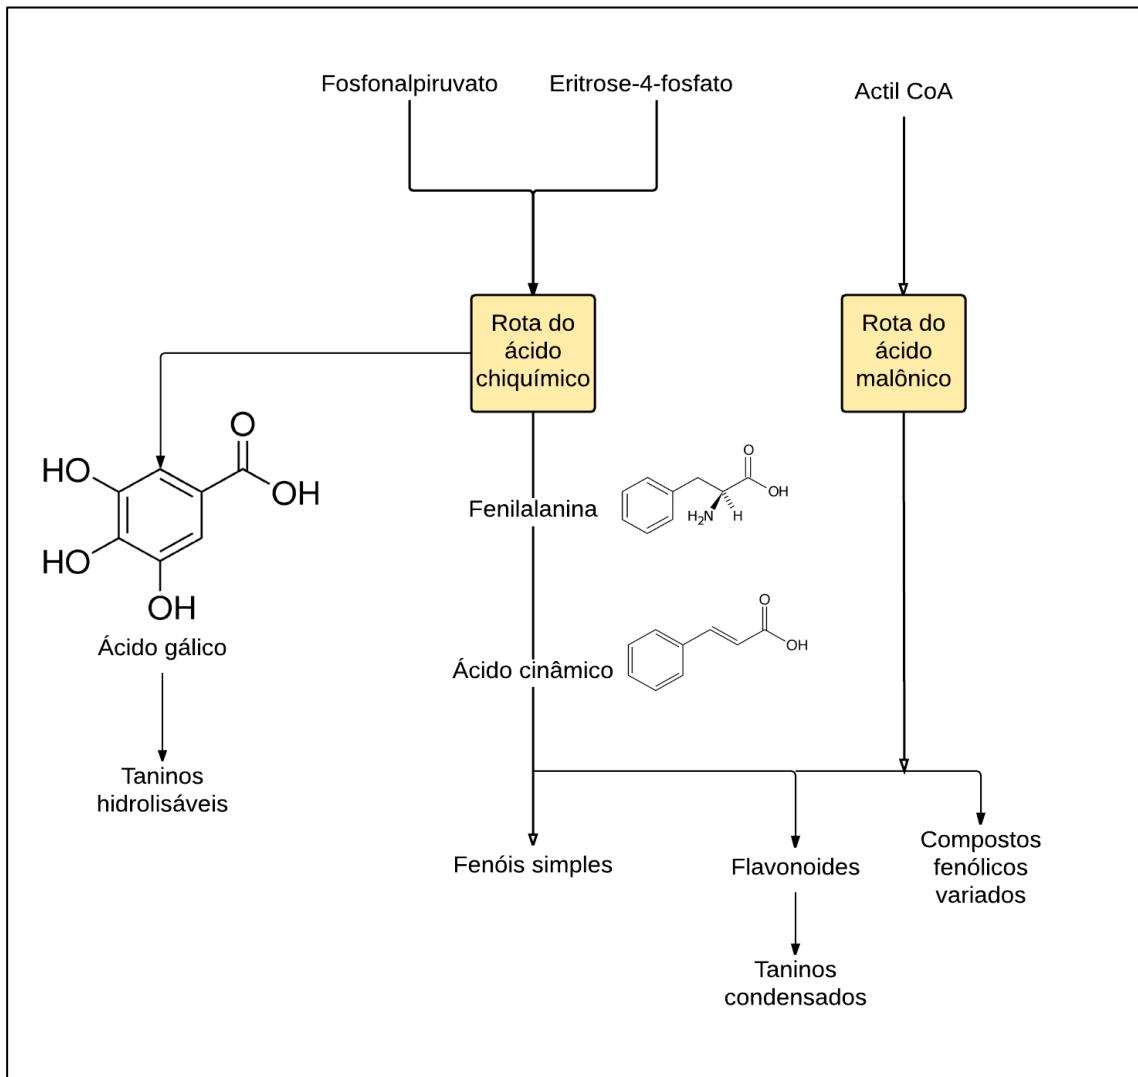 Fosfonalpiruvato
Eritrose-4-fosfato
Actil CoA
Rota do
ácido
chiquímico
Rota do
ácido
malônico
O
HO
OH
HO
OH
Ácido gálico
Taninos
hidrolisáveis
Fenilalanina
O
OH
H₂N
H
Ácido cinâmico
O
OH
Fenóis simples
Flavonoides
Taninos
condensados
Compostos
fenólicos
variados